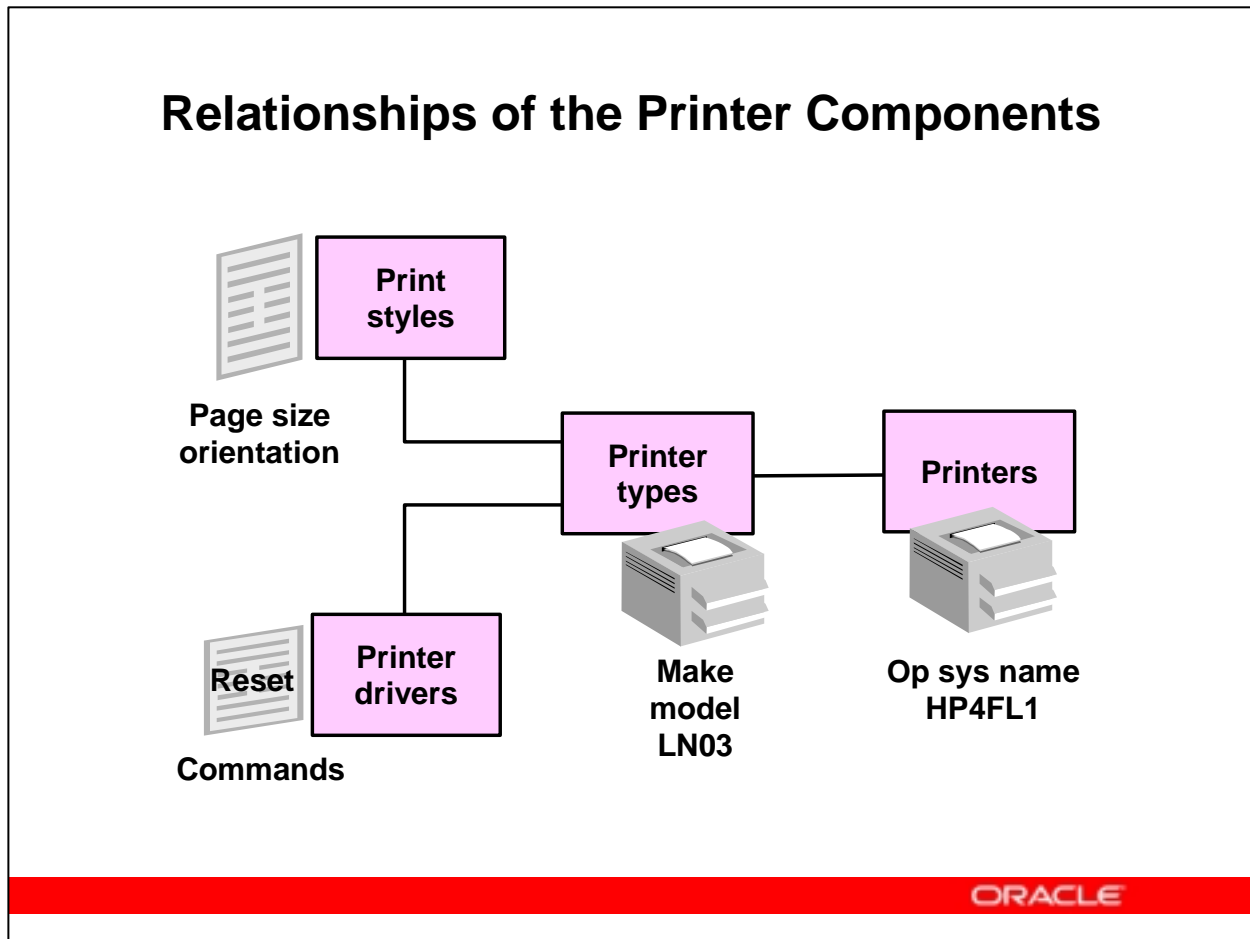 Relationships of the Printer Components
Print
styles
Page size
orientation
Printer
types
Printers
Reset
Printer
drivers
Commands
Make
model
LN03
Op sys name
HP4FL1
ORACLE